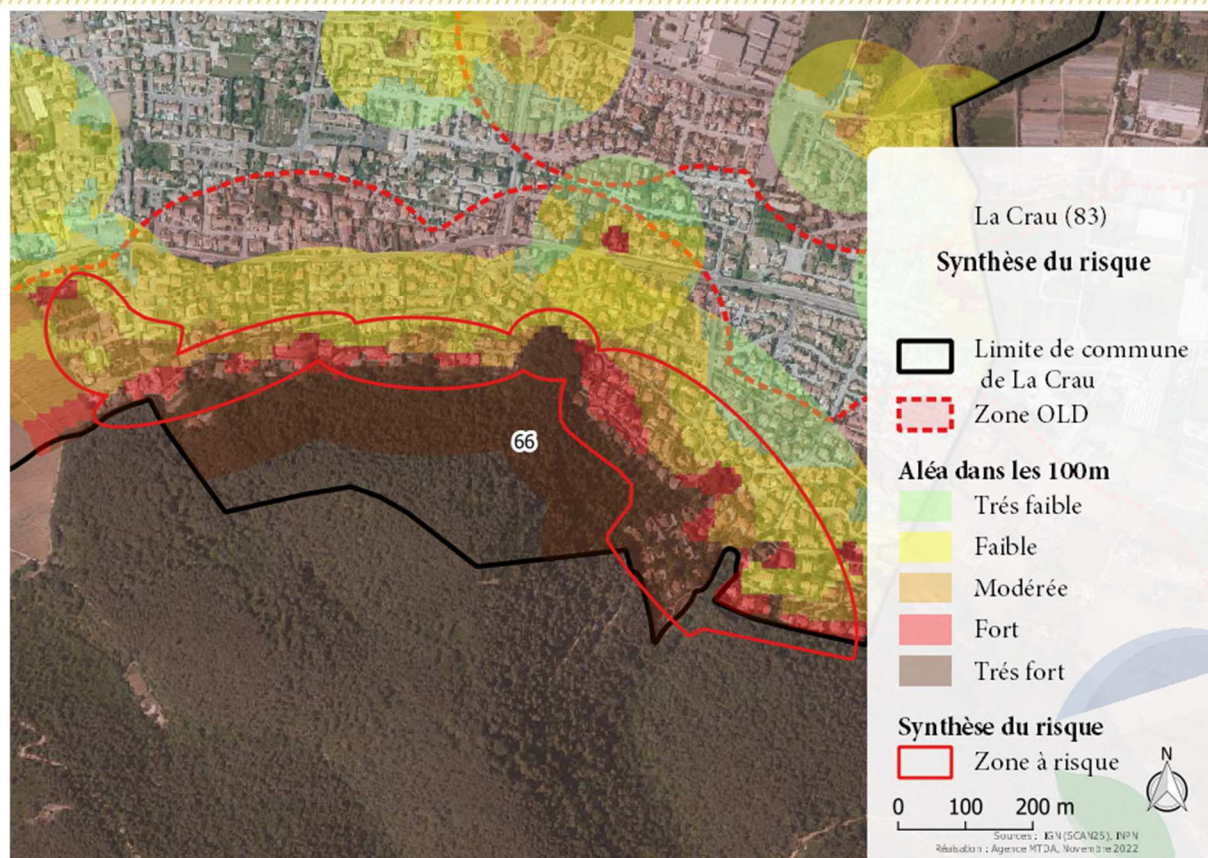 La Crau (83)
Synthèse du risque
Limite de commune
de La Crau
Zone OLD
Aléa dans les 100m
Trés faible
Faible
Modérée
Fort
Trés fort
Synthèse du risque
Zone à risque
N
0 100 200 m
Sources : IGN (SCAN25), INPN
Réalisation : Agence MTDA, Novembre 2022
66